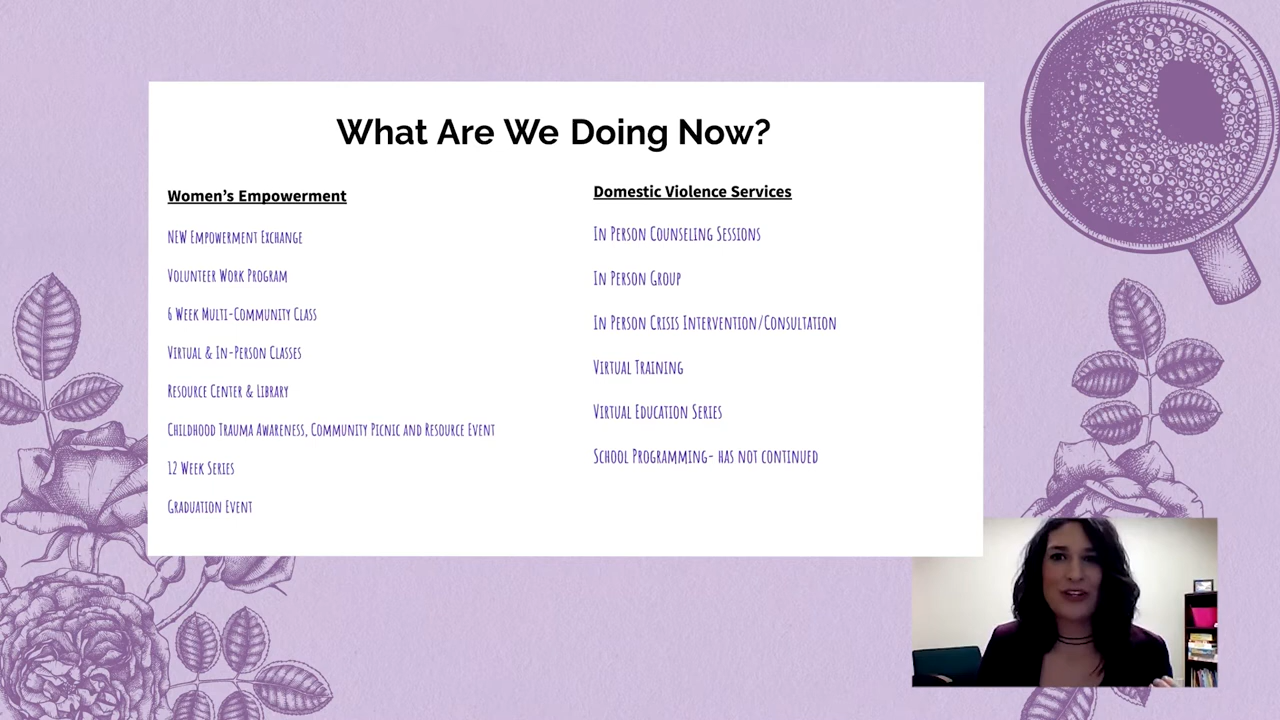 What Are We Doing Now?
Women's Empowerment
NEW Empowerment Exchange
Volunteer Work Program
6 Week Multi-Community Class
Virtual & In-Person Classes
Resource Center & Library
Childhood Trauma Awareness, Community Picnic and Resource Event
12 Week Series
Graduation Event
Domestic Violence Services
In Person Counseling Sessions
In Person Group
In Person Crisis Intervention/Consultation
Virtual Training
Virtual Education Series
School Programming- has not continued